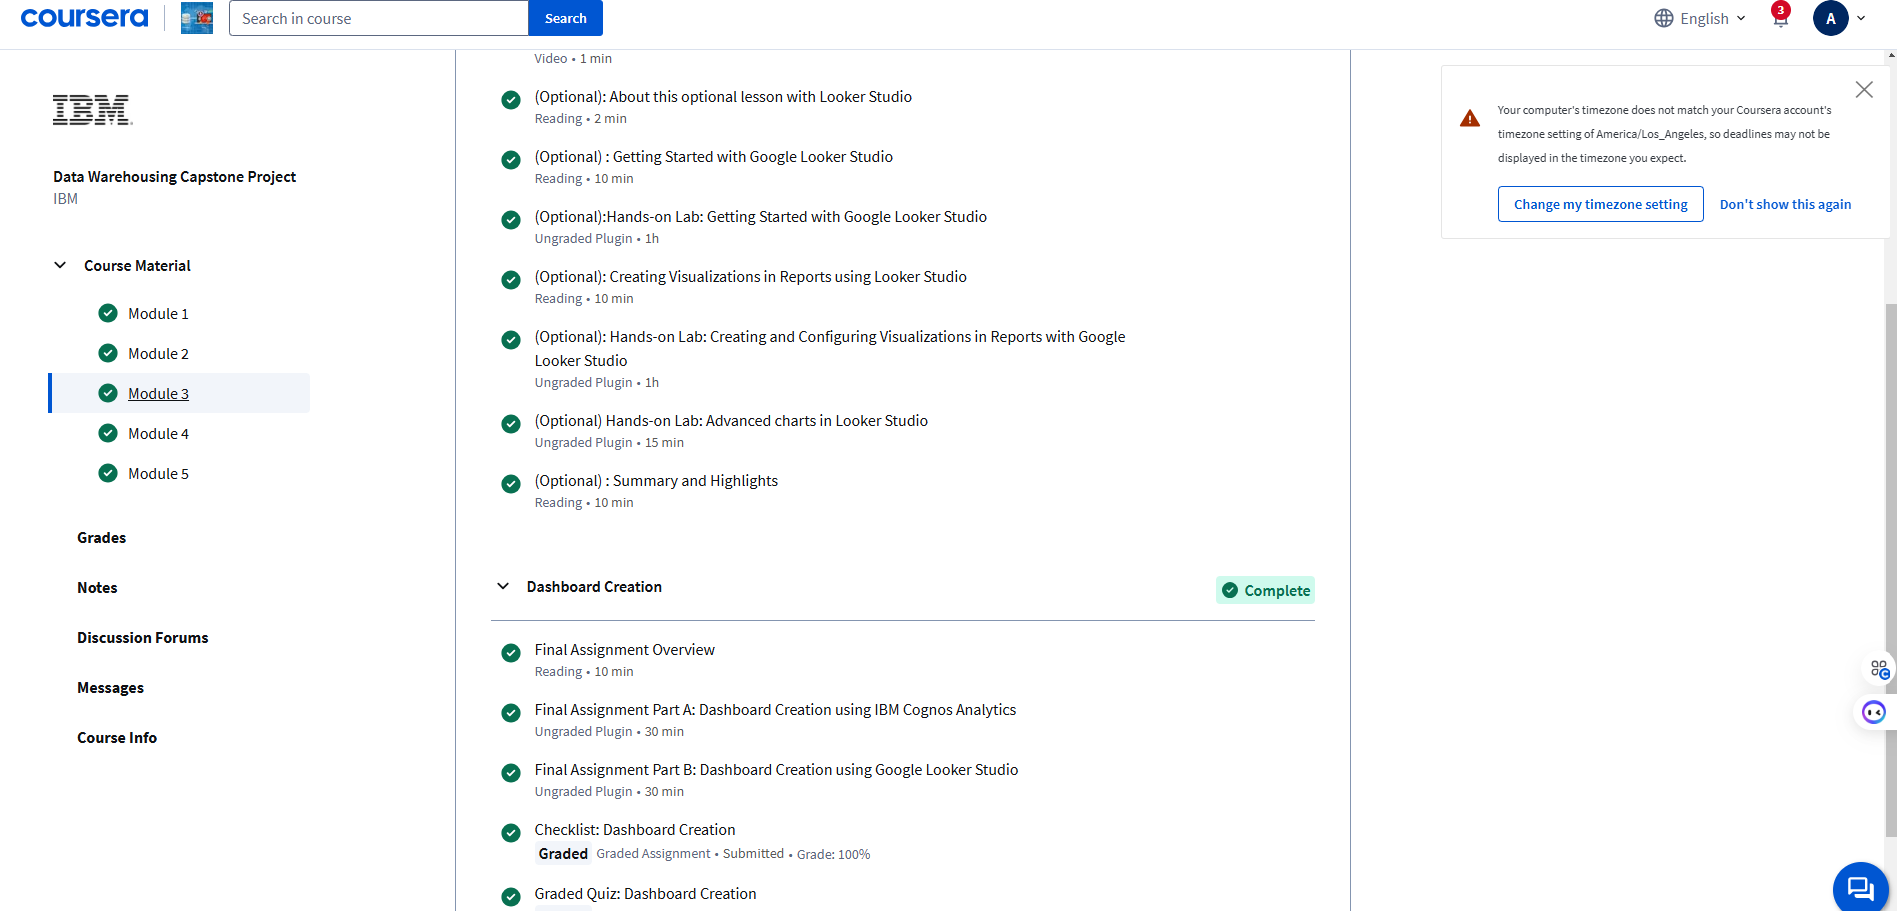 coursera
Search in course
Search
English
3
A
IBM
Data Warehousing Capstone Project
IBM
Course Material
Module 1
Module 2
Module 3
Module 4
Module 5
Grades
Notes
Discussion Forums
Messages
Course Info
Video • 1 min
(Optional): About this optional lesson with Looker Studio
Reading • 2 min
(Optional) : Getting Started with Google Looker Studio
Reading • 10 min
(Optional):Hands-on Lab: Getting Started with Google Looker Studio
Ungraded Plugin • 1h
(Optional): Creating Visualizations in Reports using Looker Studio
Reading • 10 min
(Optional): Hands-on Lab: Creating and Configuring Visualizations in Reports with Google
Looker Studio
Ungraded Plugin • 1h
(Optional) Hands-on Lab: Advanced charts in Looker Studio
Ungraded Plugin • 15 min
(Optional) : Summary and Highlights
Reading • 10 min
Dashboard Creation
Complete
Final Assignment Overview
Reading • 10 min
Final Assignment Part A: Dashboard Creation using IBM Cognos Analytics
Ungraded Plugin • 30 min
Final Assignment Part B: Dashboard Creation using Google Looker Studio
Ungraded Plugin • 30 min
Checklist: Dashboard Creation
Graded Graded Assignment • Submitted • Grade: 100%
Graded Quiz: Dashboard Creation
Your computer's timezone does not match your Coursera account's
timezone setting of America/Los_Angeles, so deadlines may not be
displayed in the timezone you expect.
Change my timezone setting
Don't show this again